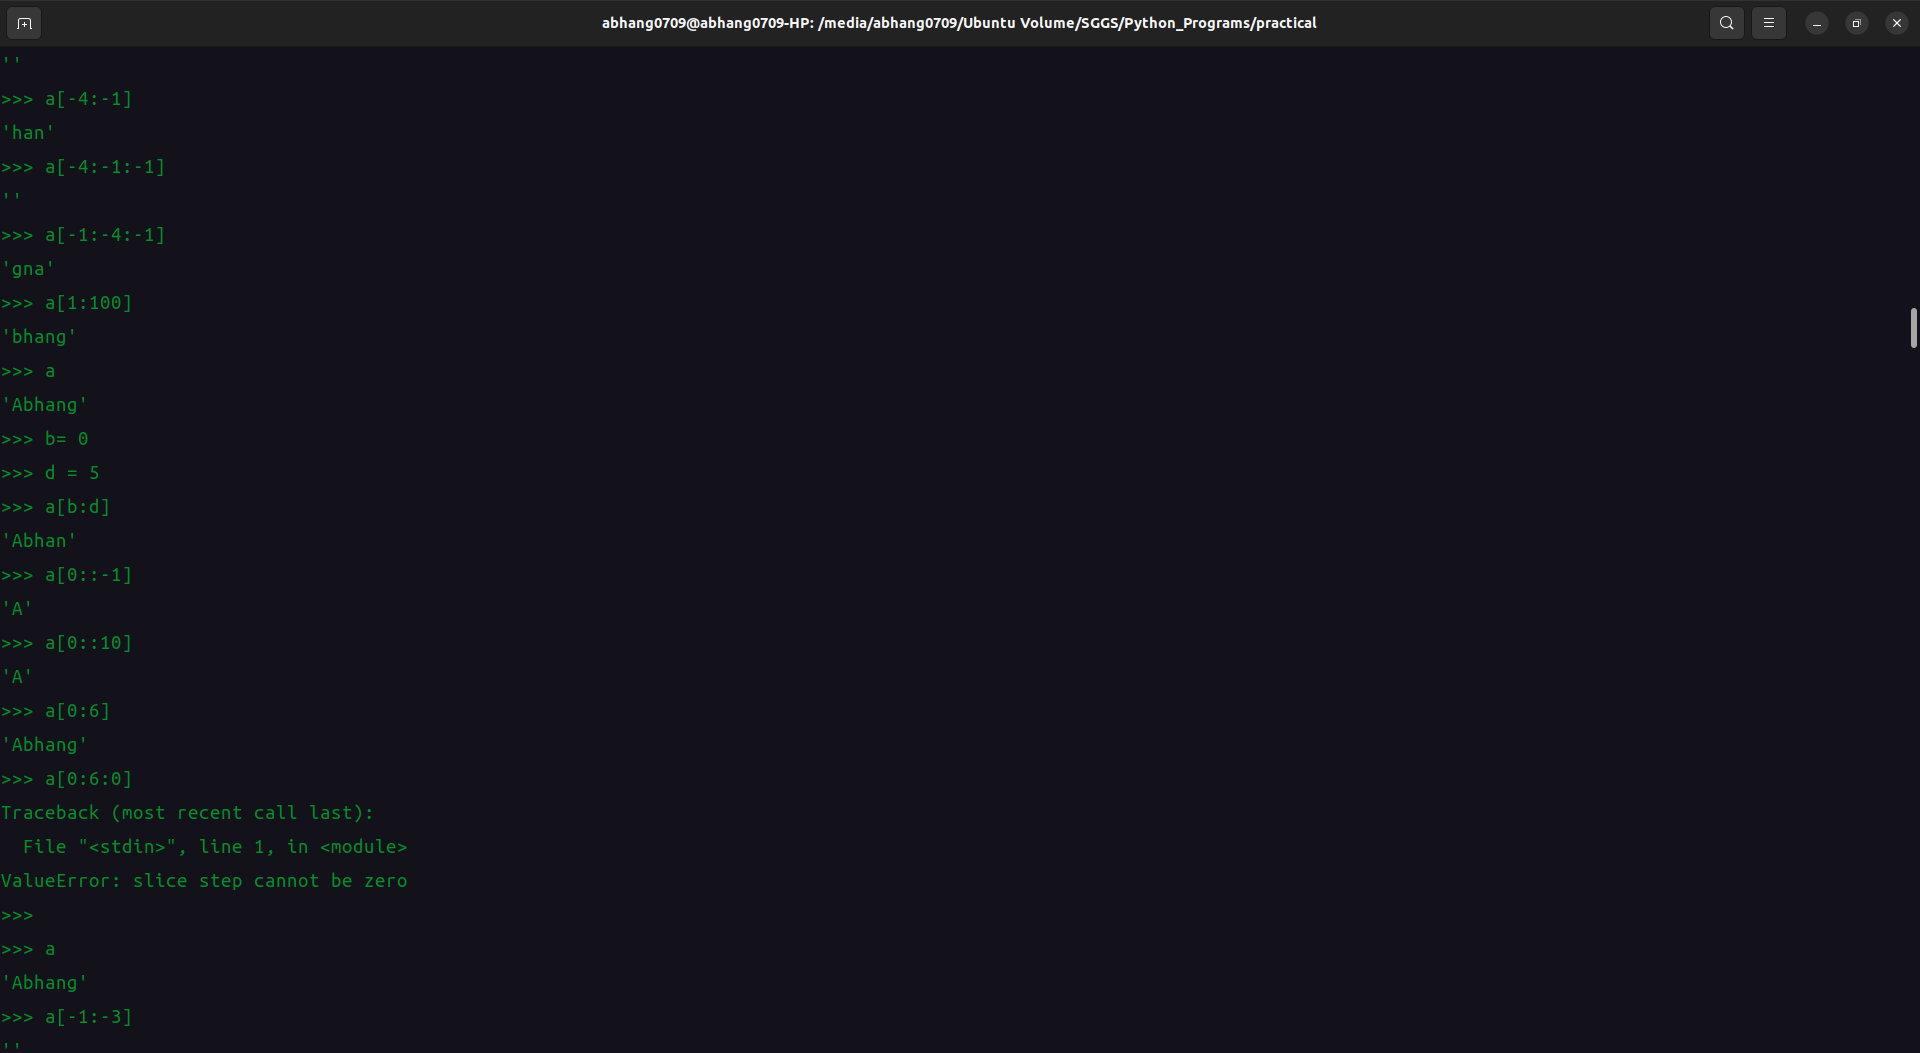 abhang0709@abhang0709-HP: /media/abhang0709/Ubuntu Volume/SGGS/Python_Programs/practical
''
>>> a[-4:-1]
'han'
>>> a[-4:-1:-1]
''
>>> a[-1:-4:-1]
'gna'
>>> a[1:100]
'bhang'
>>> a
'Abhang'
>>> b= 0
>>> d = 5
>>> a[b:d]
'Abhan'
>>> a[0::-1]
'A'
>>> a[0::10]
'A'
>>> a[0:6]
'Abhang'
>>> a[0:6:0]
Traceback (most recent call last):
  File "<stdin>", line 1, in <module>
ValueError: slice step cannot be zero
>>>
>>> a
'Abhang'
>>> a[-1:-3]
''